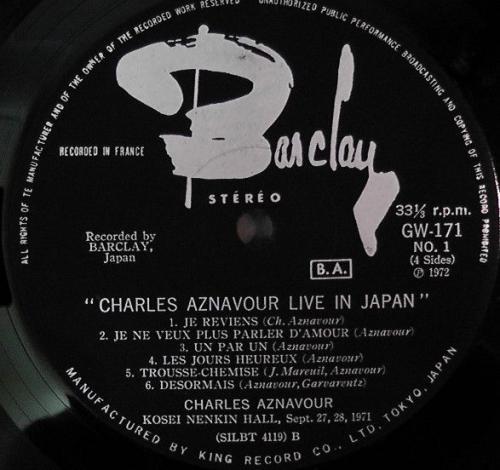 ALL RIGHTS OF TE MANUFACTURER AND OF THE OWNER OF THE RECORDED WORK RESERVED UNAUTHORIZED PUBLIC PERFORMANCE BROADCASTING AND COPYING OF THIS RECORD PROHIBITED
Barclay
RECORDED IN FRANCE
STÉRÉO
33⅓ r.p.m.
GW-171
NO. 1
(4 Sides)
Ⓟ 1972
Recorded by
BARCLAY,
Japan
B.A.
"CHARLES AZNAVOUR LIVE IN JAPAN"
1. JE REVIENS (Ch. Aznavour)
2. JE NE VEUX PLUS PARLER D'AMOUR (Aznavour)
3. UN PAR UN (Aznavour)
4. LES JOURS HEUREUX (Aznavour)
5. TROUSSE-CHEMISE (J. Mareuil, Aznavour)
6. DESORMAIS (Aznavour, Garvarentz)
CHARLES AZNAVOUR
KOSEI NENKIN HALL, Sept. 27, 28, 1971
(SILBT 4119) B
MANUFACTURED BY KING RECORD CO., LTD. TOKYO, JAPAN